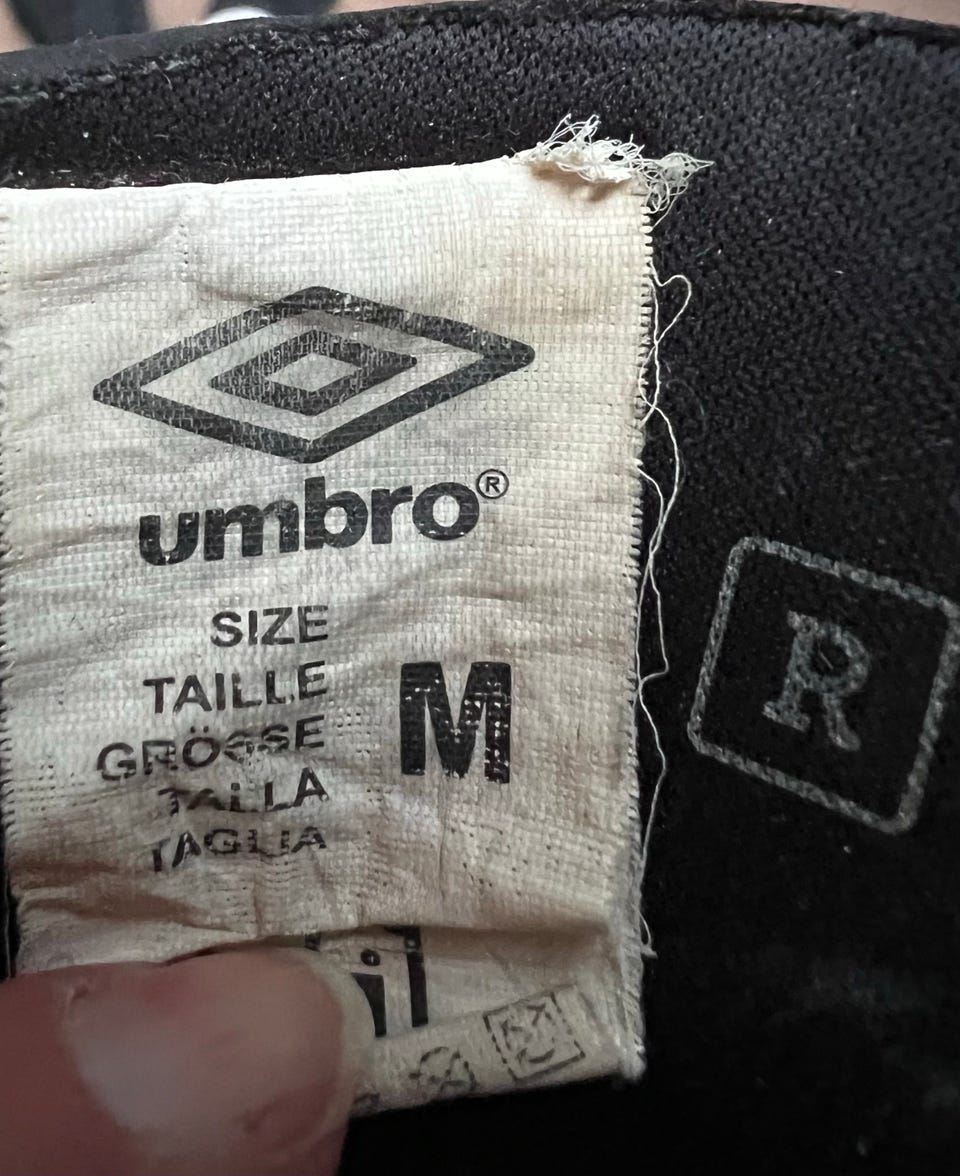 umbro®
SIZE
TAILLE
GRÖSSE
TALLA
TAGLIA
M
R